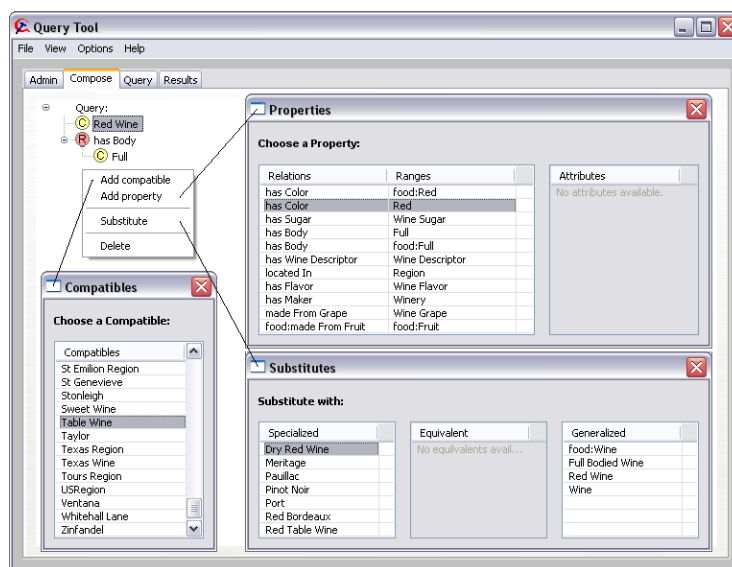 Query Tool
File View Options Help
Admin Compose Query Results
Query:
C Red Wine
R has Body
C Full
Add compatible
Add property
Substitute
Delete
Properties
Choose a Property:
Relations Ranges
has Color food:Red
has Color Red
has Sugar Wine Sugar
has Body Full
has Body food:Full
has Wine Descriptor Wine Descriptor
located In Region
has Flavor Wine Flavor
has Maker Winery
made From Grape Wine Grape
food:made From Fruit food:Fruit
Attributes
No attributes available.
Compatibles
Choose a Compatible:
Compatibles
St Emilion Region
St Genevieve
Stonleigh
Sweet Wine
Table Wine
Taylor
Texas Region
Texas Wine
Tours Region
USRegion
Ventana
Whitehall Lane
Zinfandel
Substitutes
Substitute with:
Specialized
Dry Red Wine
Meritage
Pauillac
Pinot Noir
Port
Red Bordeaux
Red Table Wine
Equivalent
No equilvalents avail...
Generalized
food:Wine
Full Bodied Wine
Red Wine
Wine